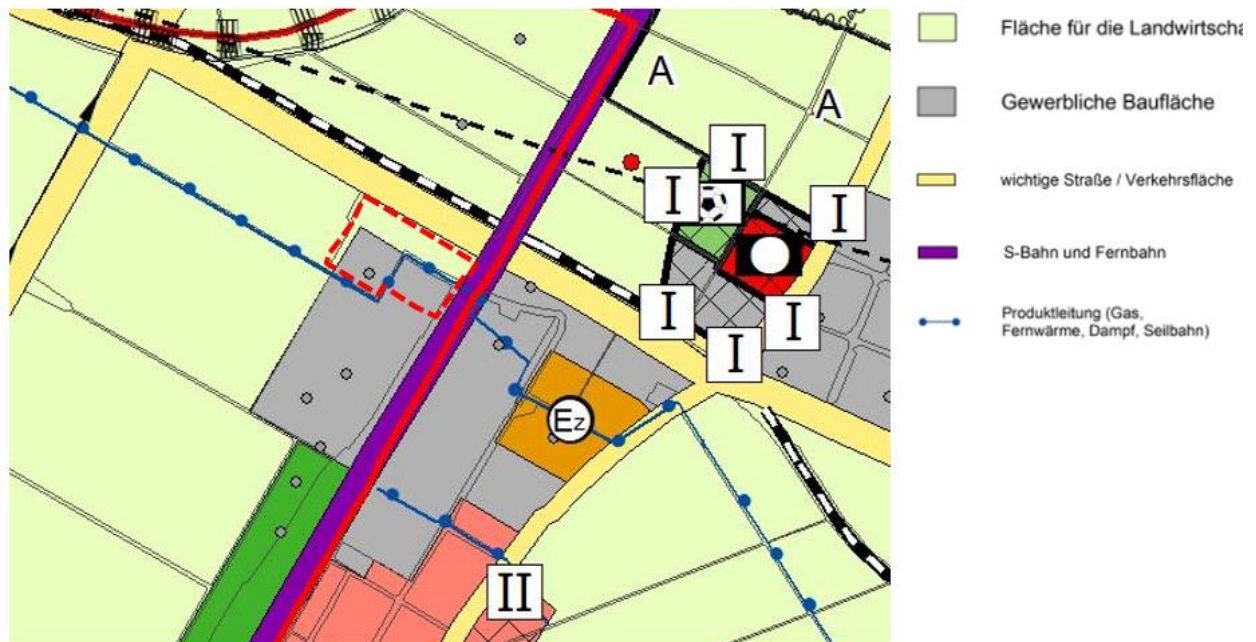 A
A
I
I
I
I
I
I
Ez
II
Fläche für die Landwirtscha
Gewerbliche Baufläche
wichtige Straße / Verkehrsfläche
S-Bahn und Fernbahn
Produktleitung (Gas,
Fernwärme, Dampf, Seilbahn)